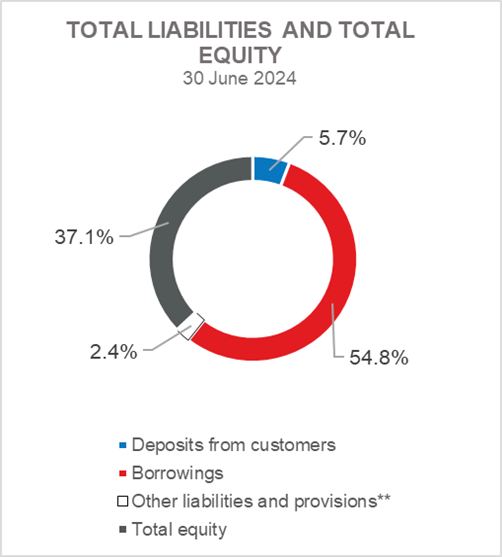 TOTAL LIABILITIES AND TOTAL
EQUITY
30 June 2024
5.7%
37.1%
2.4%
54.8%
Deposits from customers
Borrowings
Other liabilities and provisions**
Total equity